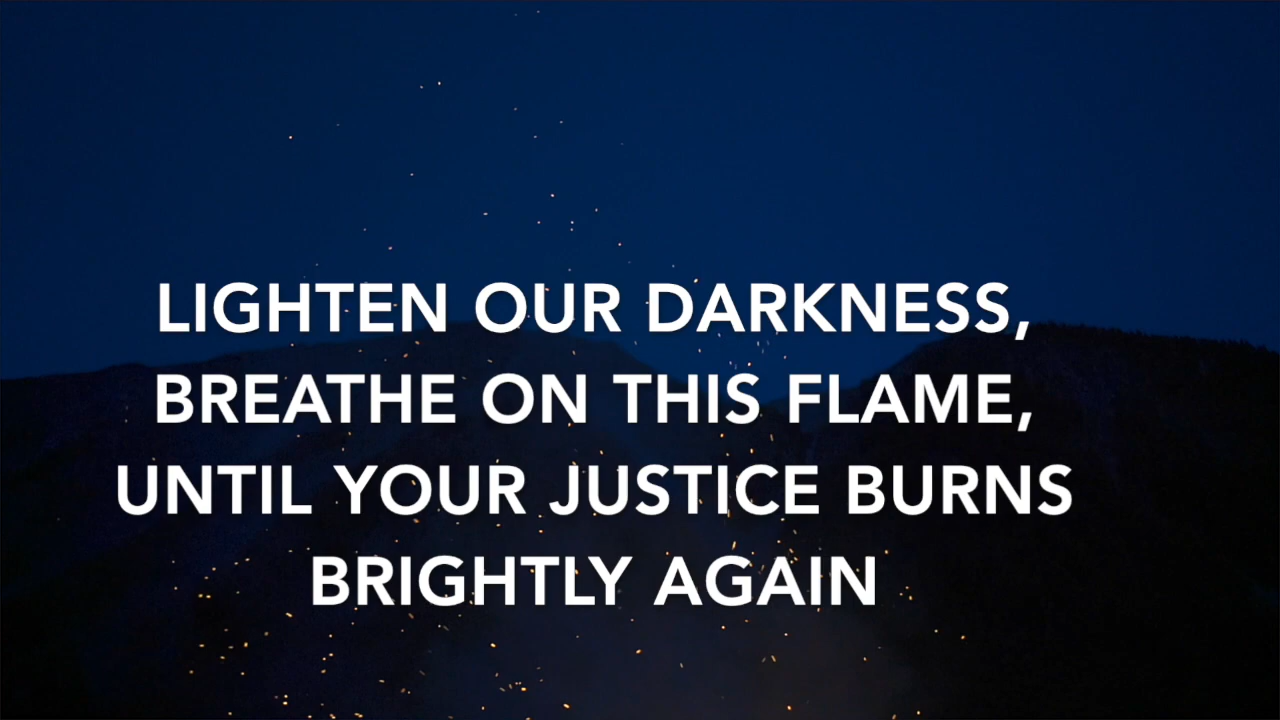 LIGHTEN OUR DARKNESS,
BREATHE ON THIS FLAME,
UNTIL YOUR JUSTICE BURNS
BRIGHTLY AGAIN